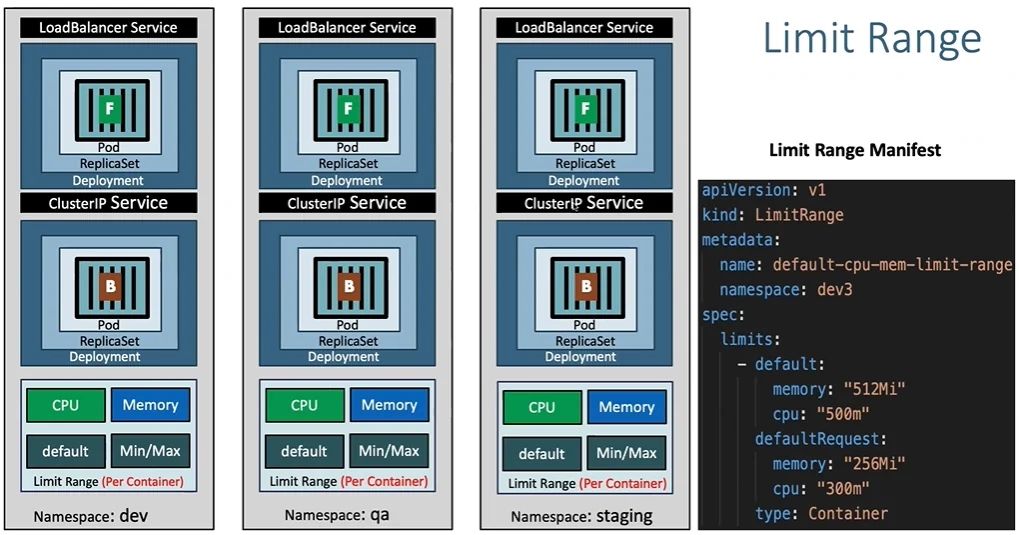 LoadBalancer Service
F
Pod
ReplicaSet
Deployment
ClusterIP Service
B
Pod
ReplicaSet
Deployment
CPU
Memory
default
Min/Max
Limit Range (Per Container)
Namespace: dev
LoadBalancer Service
F
Pod
ReplicaSet
Deployment
ClusterIP Service
B
Pod
ReplicaSet
Deployment
CPU
Memory
default
Min/Max
Limit Range (Per Container)
Namespace: qa
LoadBalancer Service
F
Pod
ReplicaSet
Deployment
ClusterIP Service
B
Pod
ReplicaSet
Deployment
CPU
Memory
default
Min/Max
Limit Range (Per Container)
Namespace: staging
Limit Range
Limit Range Manifest
apiVersion: v1
kind: LimitRange
metadata:
  name: default-cpu-mem-limit-range
  namespace: dev3
spec:
  limits:
    - default:
        memory: "512Mi"
        cpu: "500m"
      defaultRequest:
        memory: "256Mi"
        cpu: "300m"
      type: Container